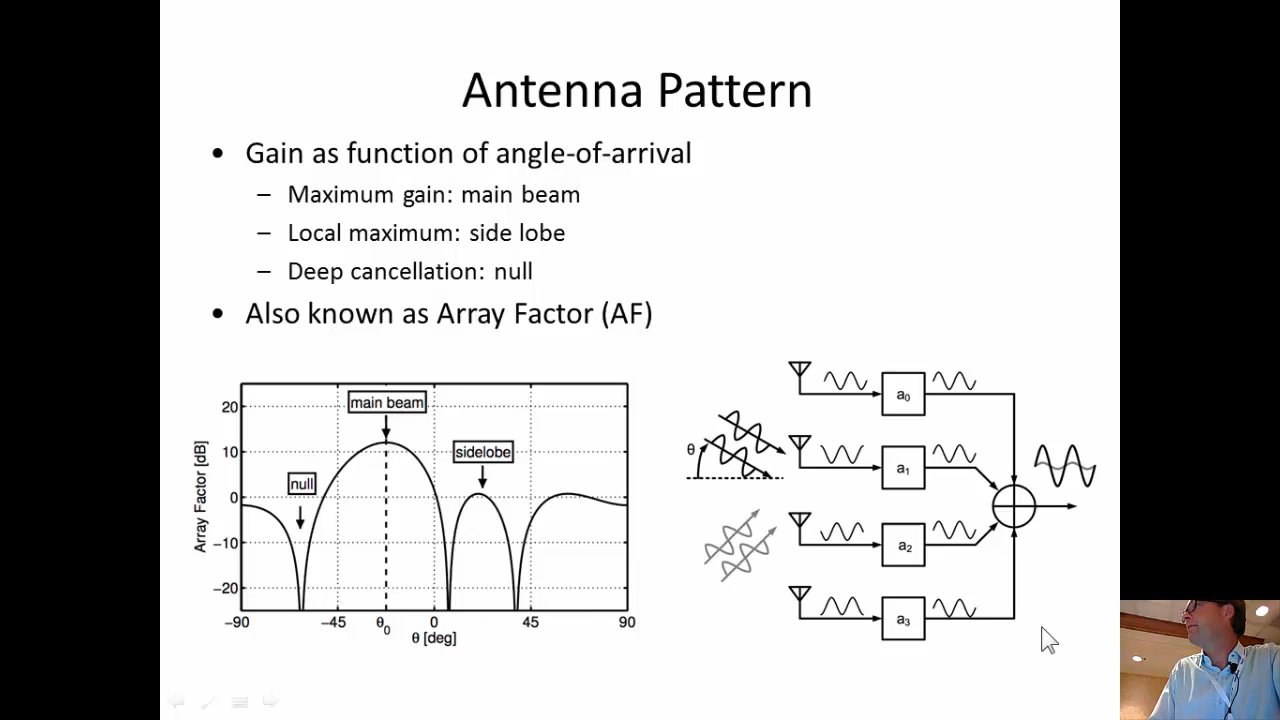 Antenna Pattern
• Gain as function of angle-of-arrival
– Maximum gain: main beam
– Local maximum: side lobe
– Deep cancellation: null
• Also known as Array Factor (AF)
20
10
0
−10
−20
Array Factor [dB]
main beam
sidelobe
null
−90
−45
θ0
0
45
90
θ [deg]
θ
a0
a1
a2
a3